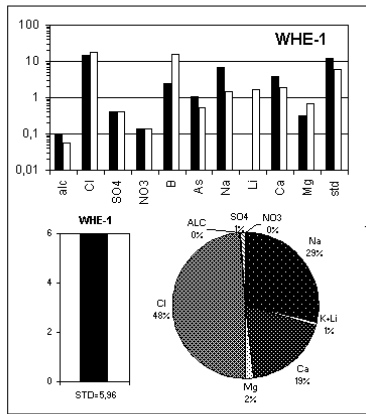 WHE-1
100
10
1
0,1
0,01
alc
Cl
SO4
NO3
B
As
Na
Li
Ca
Mg
std
WHE-1
6
4
2
0
STD=5,96
ALC
0%
SO4
1%
NO3
0%
Na
29%
K+Li
1%
Ca
19%
Mg
2%
Cl
48%